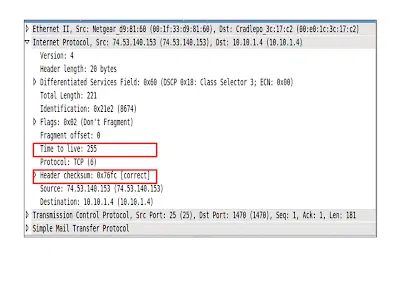 Ethernet II, Src: Netgear_d9:81:60 (00:1f:33:d9:81:60), Dst: Cradlepo_3c:17:c2 (00:e0:1c:3c:17:c2)
Internet Protocol, Src: 74.53.140.153 (74.53.140.153), Dst: 10.10.1.4 (10.10.1.4)
Version: 4
Header length: 20 bytes
Differentiated Services Field: 0x60 (DSCP 0x18: Class Selector 3; ECN: 0x00)
Total Length: 221
Identification: 0x21e2 (8674)
Flags: 0x02 (Don't Fragment)
Fragment offset: 0
Time to live: 255
Protocol: TCP (6)
Header checksum: 0x76fc [correct]
Source: 74.53.140.153 (74.53.140.153)
Destination: 10.10.1.4 (10.10.1.4)
Transmission Control Protocol, Src Port: 25 (25), Dst Port: 1470 (1470), Seq: 1, Ack: 1, Len: 181
Simple Mail Transfer Protocol